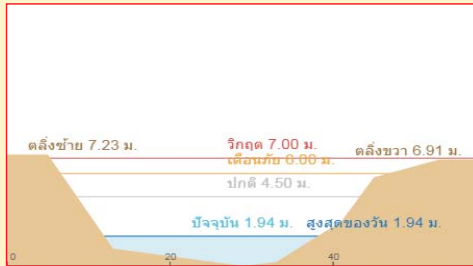 ตลิ่งซ้าย 7.23 ม.
วิกฤต 7.00 ม.
ตลิ่งขวา 6.91 ม.
เตือนภัย 6.00 ม.
ปกติ 4.50 ม.
ปัจจุบัน 1.94 ม. สูงสุดของวัน 1.94 ม.
0 20 40